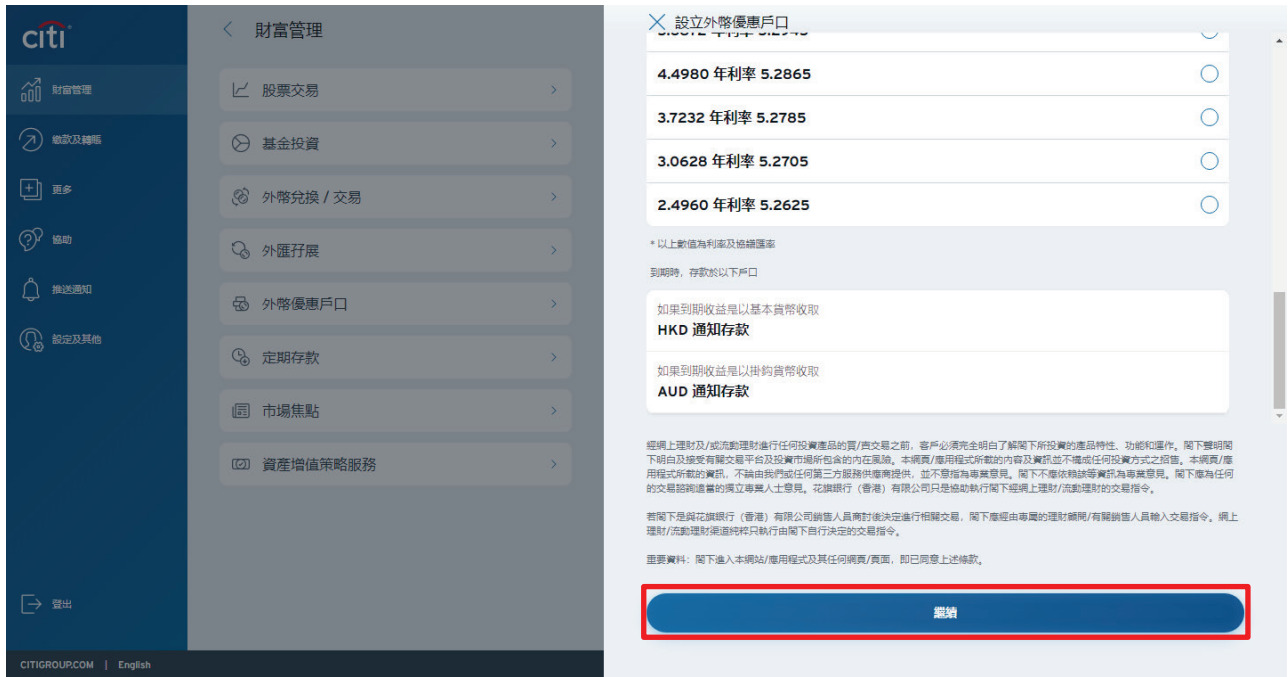 citi
財富管理
繳款及轉賬
更多
協助
推送通知
設定及其他
登出
CITIGROUP.COM | English
財富管理
股票交易
基金投資
外幣兌換 / 交易
外匯孖展
外幣優惠戶口
定期存款
市場焦點
資產增值策略服務
設立外幣優惠戶口
4.4980 年利率 5.2865
3.7232 年利率 5.2785
3.0628 年利率 5.2705
2.4960 年利率 5.2625
* 以上數值為利率及協議匯率
到期時，存款於以下戶口
如果到期收益是以基本貨幣收取
HKD 通知存款
如果到期收益是以掛鈎貨幣收取
AUD 通知存款
經網上理財及/或流動理財進行任何投資產品的買/賣交易之前，客戶必須完全明白了解閣下所投資的產品特性、功能和運作。閣下聲明閣
下明白及接受有關交易平台及投資市場所包含的內在風險。本網頁/應用程式所載的內容及資訊並不構成任何投資方式之招售。本網頁/應
用程式所載的資訊，不論由我們或任何第三方服務供應商提供，並不意指為專業意見。閣下不應依賴該等資訊為專業意見。閣下應為任何
的交易諮詢適當的獨立專業人士意見。花旗銀行（香港）有限公司只是協助執行閣下經網上理財/流動理財的交易指令。
若閣下是與花旗銀行（香港）有限公司銷售人員商討後決定進行相關交易，閣下應經由專屬的理財顧問/有關銷售人員輸入交易指令。網上
理財/流動理財渠道純粹只執行由閣下自行決定的交易指令。
重要資料：閣下進入本網站/應用程式及其任何網頁/頁面，即已同意上述條款。
繼續